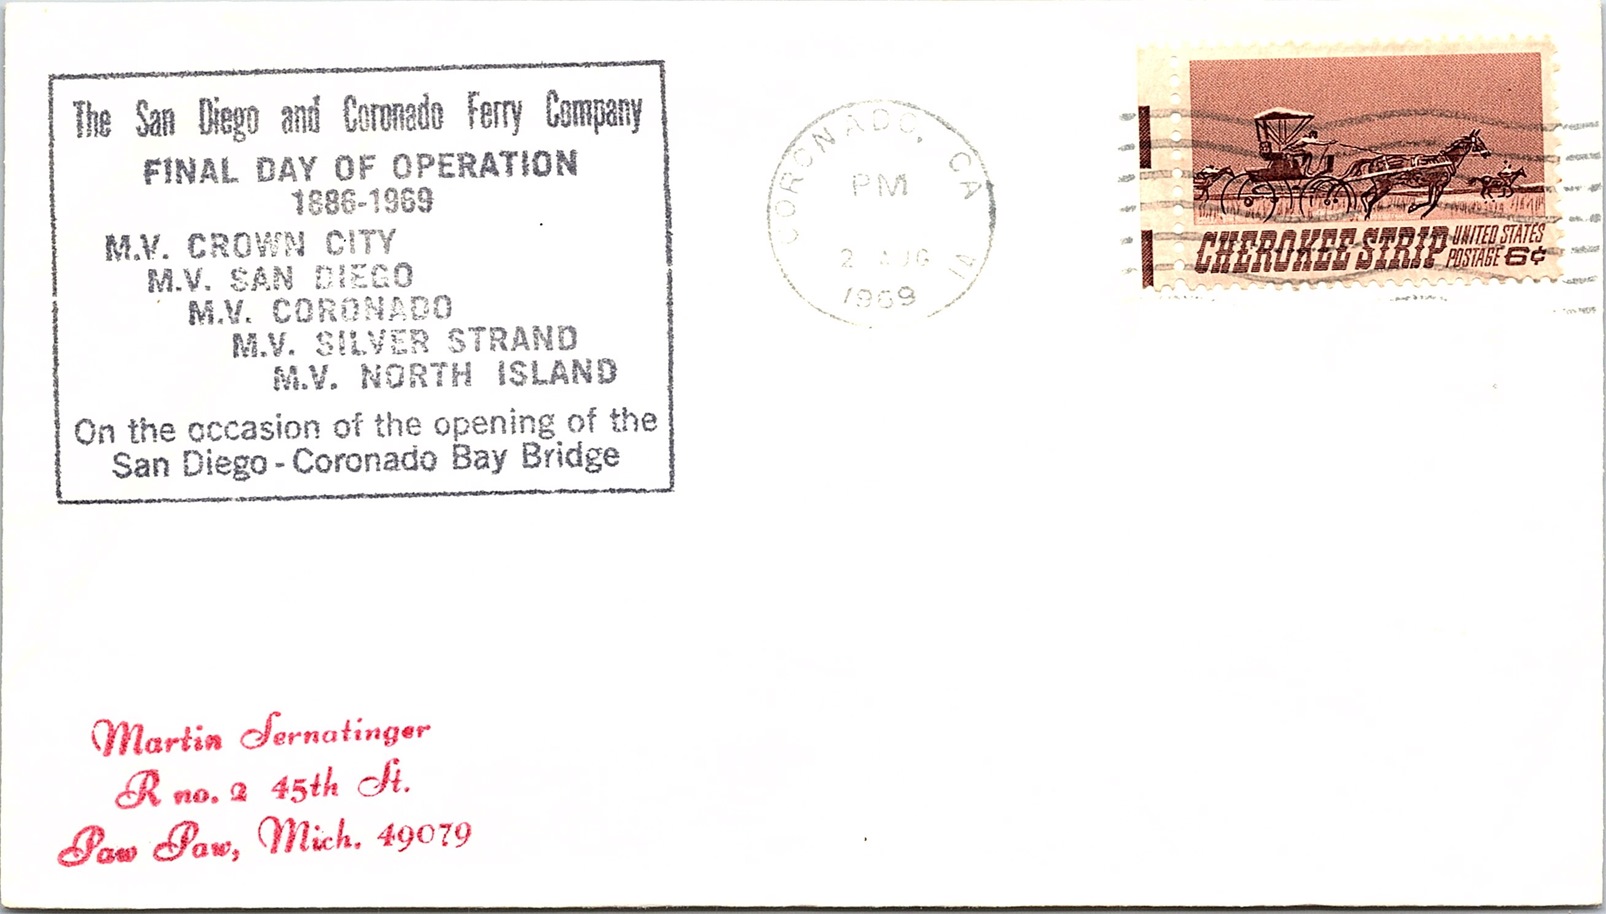 The San Diego and Coronado Ferry Company
FINAL DAY OF OPERATION
1886-1969
M.V. CROWN CITY
M.V. SAN DIEGO
M.V. CORONADO
M.V. SILVER STRAND
M.V. NORTH ISLAND
On the occasion of the opening of the
San Diego - Coronado Bay Bridge
CORONADO, CA
PM
2 AUG
1969
CHEROKEE STRIP
UNITED STATES
POSTAGE 6¢
Martin Sernatinger
R no. 2 45th St.
Paw Paw, Mich. 49079